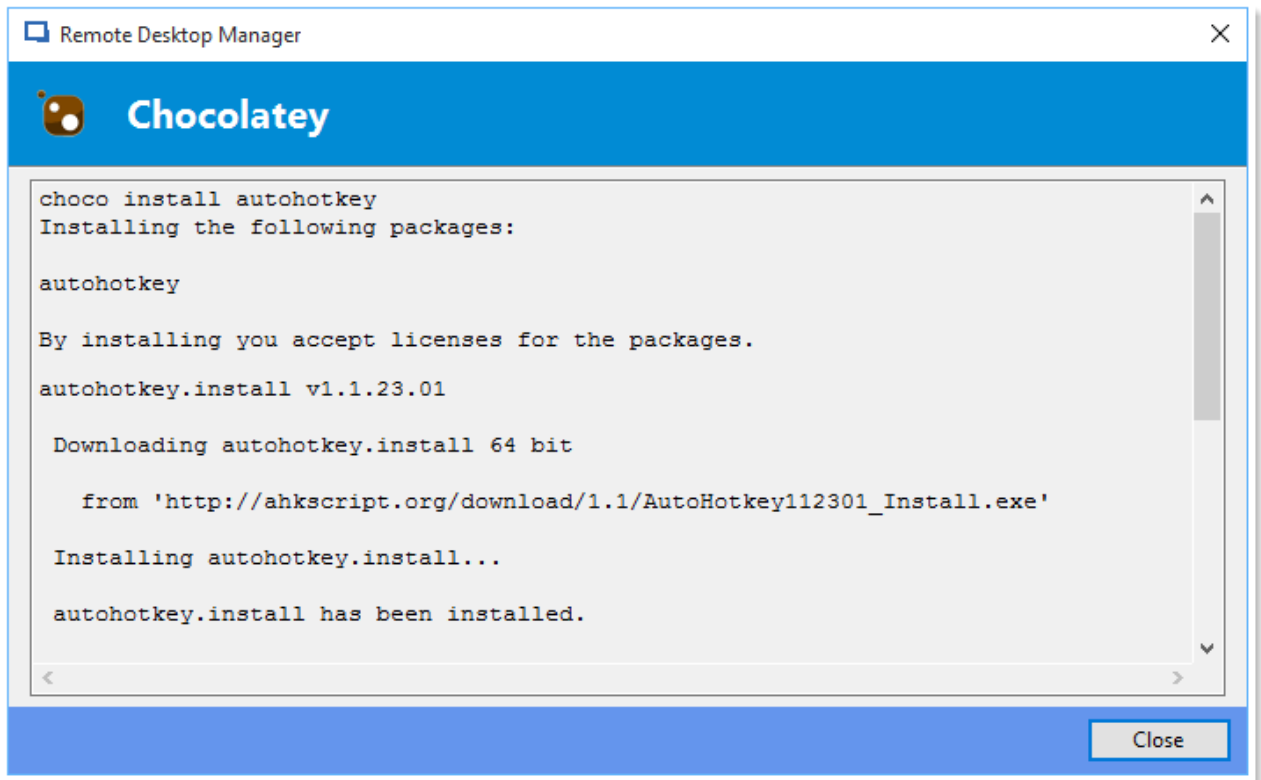 Remote Desktop Manager
Chocolatey
choco install autohotkey
Installing the following packages:
autohotkey
By installing you accept licenses for the packages.
autohotkey.install v1.1.23.01
Downloading autohotkey.install 64 bit
from 'http://ahkscript.org/download/1.1/AutoHotkey112301_Install.exe'
Installing autohotkey.install...
autohotkey.install has been installed.
Close